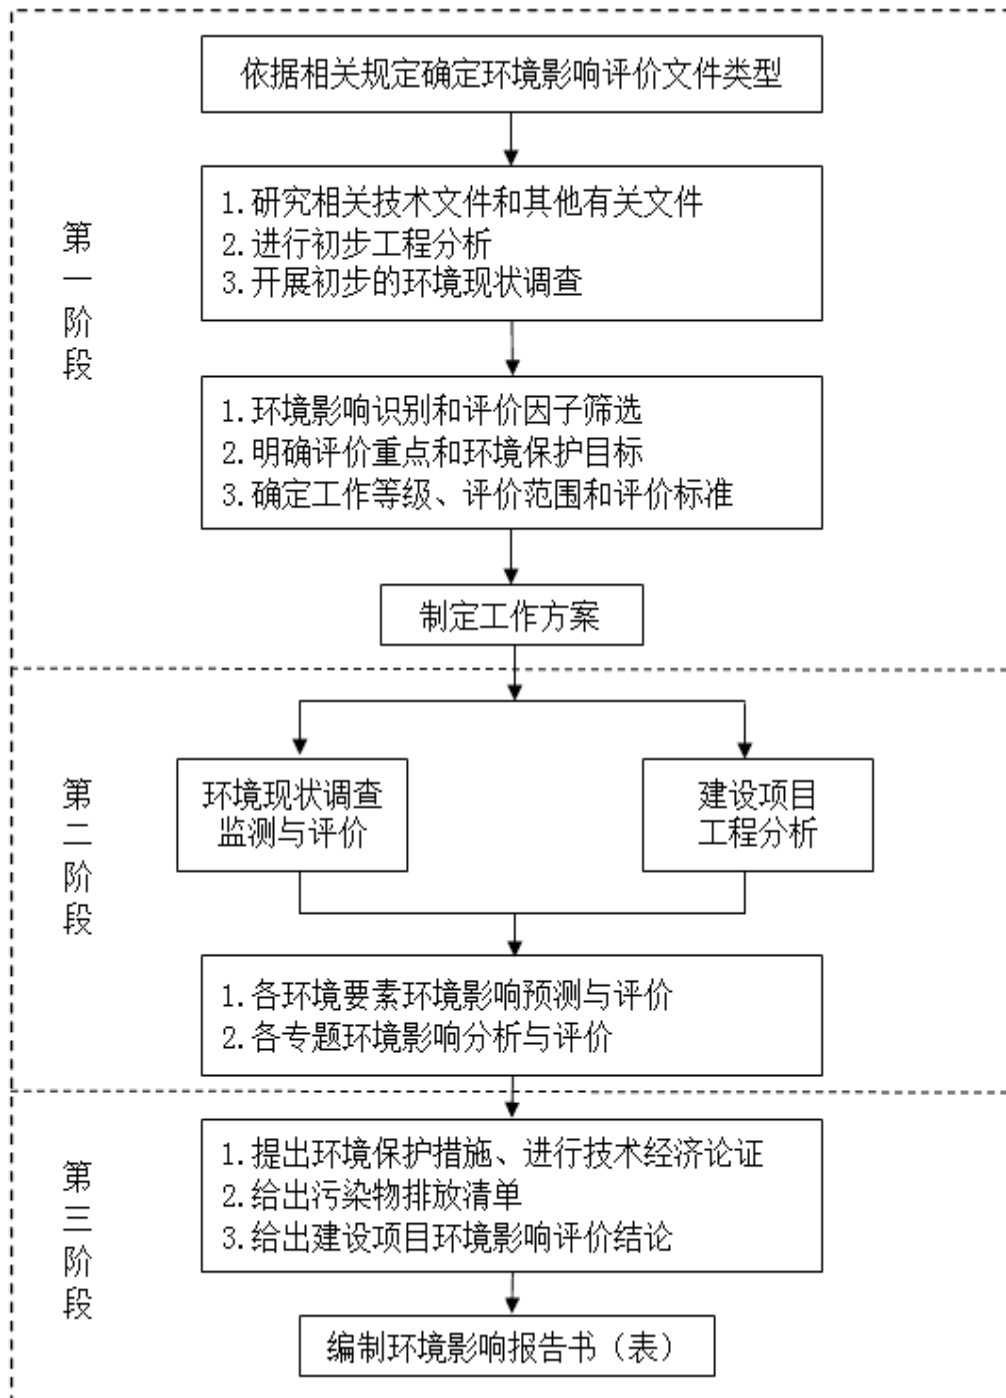 依据相关规定确定环境影响评价文件类型
第一阶段
1.研究相关技术文件和其他有关文件
2.进行初步工程分析
3.开展初步的环境现状调查
1.环境影响识别和评价因子筛选
2.明确评价重点和环境保护目标
3.确定工作等级、评价范围和评价标准
制定工作方案
第二阶段
环境现状调查
监测与评价
建设项目
工程分析
1.各环境要素环境影响预测与评价
2.各专题环境影响分析与评价
第三阶段
1.提出环境保护措施、进行技术经济论证
2.给出污染物排放清单
3.给出建设项目环境影响评价结论
编制环境影响报告书（表）